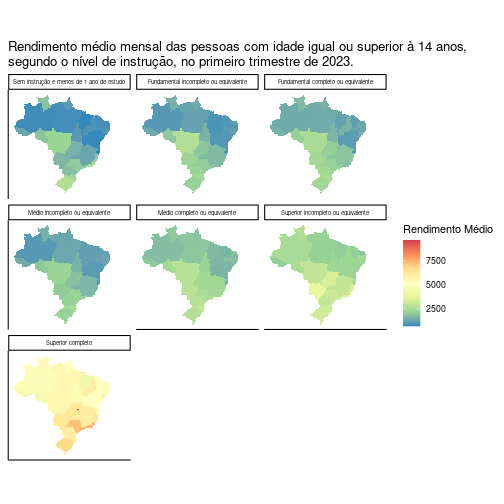 Rendimento médio mensal das pessoas com idade igual ou superior à 14 anos,
segundo o nível de instrução, no primeiro trimestre de 2023.
Sem instrução e menos de 1 ano de estudo
Fundamental incompleto ou equivalente
Fundamental completo ou equivalente
Médio incompleto ou equivalente
Médio completo ou equivalente
Superior incompleto ou equivalente
Superior completo
Rendimento Médio
7500
5000
2500